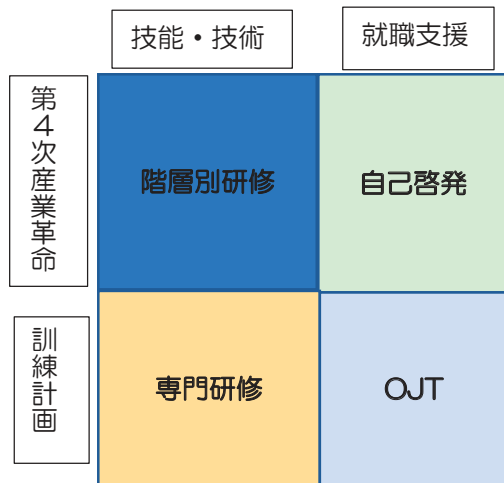 技能・技術
就職支援
第4次産業革命
階層別研修
自己啓発
訓練計画
専門研修
OJT